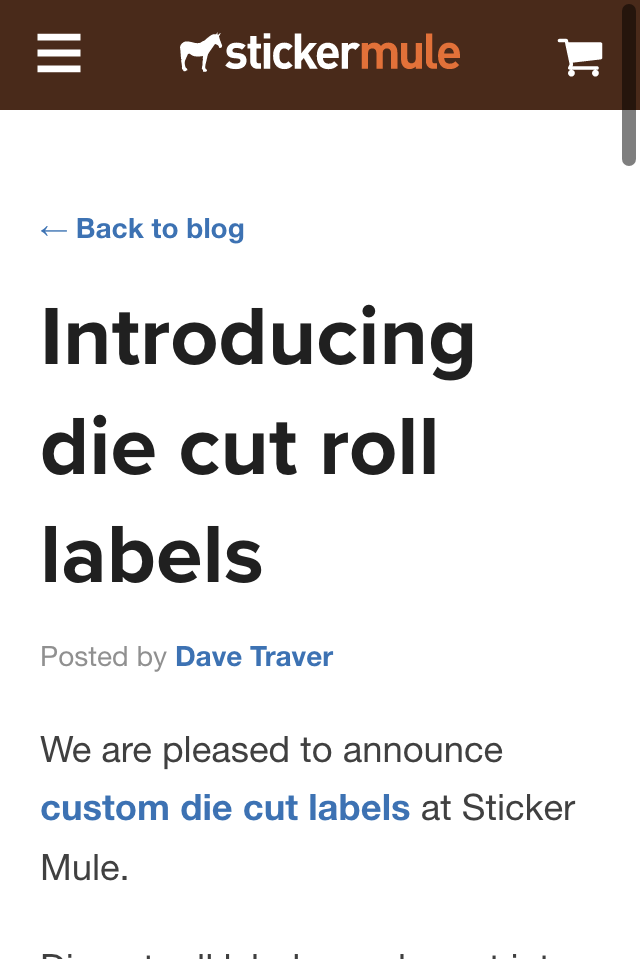 stickermule
← Back to blog
Introducing
die cut roll
labels
Posted by Dave Traver
We are pleased to announce
custom die cut labels at Sticker
Mule.